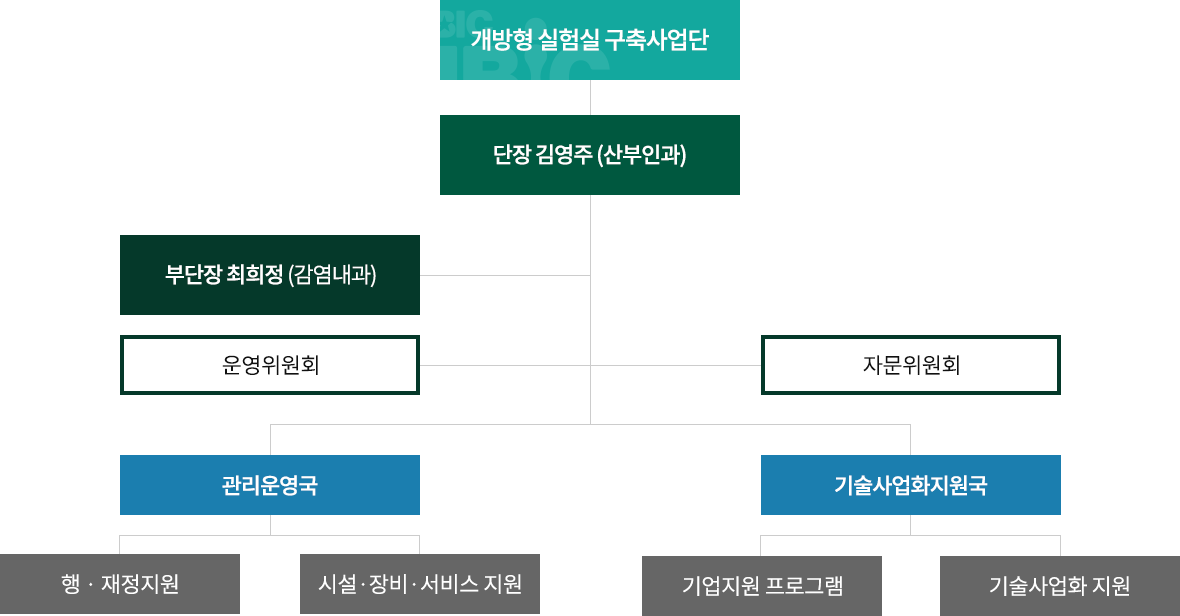 개방형 실험실 구축사업단
단장 김영주 (산부인과)
부단장 최희정 (감염내과)
운영위원회
자문위원회
관리운영국
기술사업화지원국
행 · 재정지원
시설·장비·서비스 지원
기업지원 프로그램
기술사업화 지원